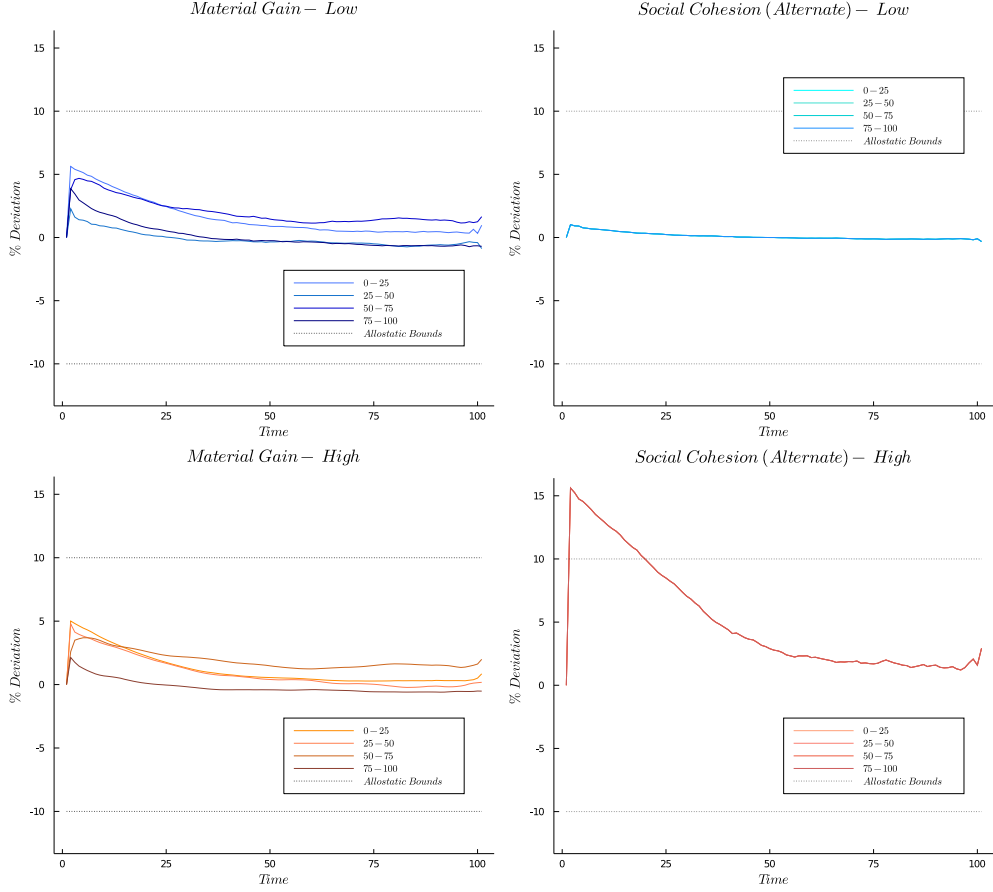 Material Gain − Low
15
10
5
0
-5
-10
% Deviation
0 − 25
25 − 50
50 − 75
75 − 100
Allostatic Bounds
0
25
50
75
100
Time
Social Cohesion (Alternate) − Low
15
10
5
0
-5
-10
% Deviation
0 − 25
25 − 50
50 − 75
75 − 100
Allostatic Bounds
0
25
50
75
100
Time
Material Gain − High
15
10
5
0
-5
-10
% Deviation
0 − 25
25 − 50
50 − 75
75 − 100
Allostatic Bounds
0
25
50
75
100
Time
Social Cohesion (Alternate) − High
15
10
5
0
-5
-10
% Deviation
0 − 25
25 − 50
50 − 75
75 − 100
Allostatic Bounds
0
25
50
75
100
Time